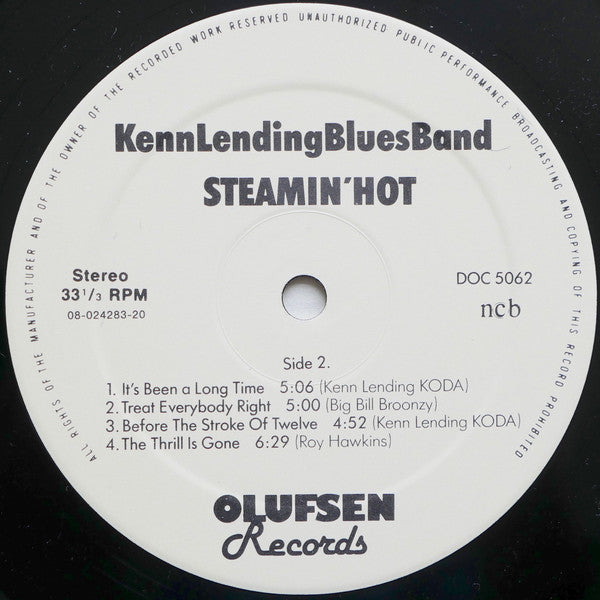 ALL RIGHTS OF THE MANUFACTURER AND OF THE OWNER OF THE RECORDED WORK RESERVED UNAUTHORIZED PUBLIC PERFORMANCE BROADCASTING AND COPYING OF THIS RECORD PROHIBITED
KennLendingBluesBand
STEAMIN´HOT
Stereo
33 1/3 RPM
08-024283-20
DOC 5062
ncb
Side 2.
1. It's Been a Long Time 5:06 (Kenn Lending KODA)
2. Treat Everybody Right 5:00 (Big Bill Broonzy)
3. Before The Stroke Of Twelve 4:52 (Kenn Lending KODA)
4. The Thrill Is Gone 6:29 (Roy Hawkins)
OLUFSEN
Records